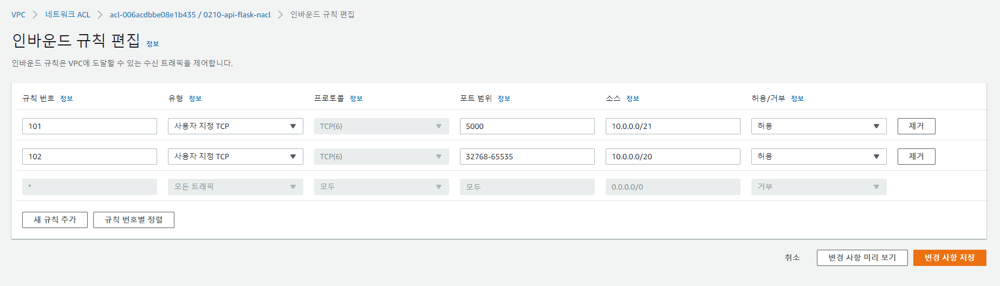 VPC > 네트워크 ACL > acl-006acdbbe08e1b435 / 0210-api-flask-nacl > 인바운드 규칙 편집
인바운드 규칙 편집 정보
인바운드 규칙은 VPC에 도달할 수 있는 수신 트래픽을 제어합니다.
규칙 번호 정보 유형 정보 프로토콜 정보 포트 범위 정보 소스 정보 허용/거부 정보
101 사용자 지정 TCP TCP(6) 5000 10.0.0.0/21 허용 제거
102 사용자 지정 TCP TCP(6) 32768-65535 10.0.0.0/20 허용 제거
* 모든 트래픽 모두 모두 0.0.0.0/0 거부
새 규칙 추가 규칙 번호별 정렬
취소 변경 사항 미리 보기 변경 사항 저장